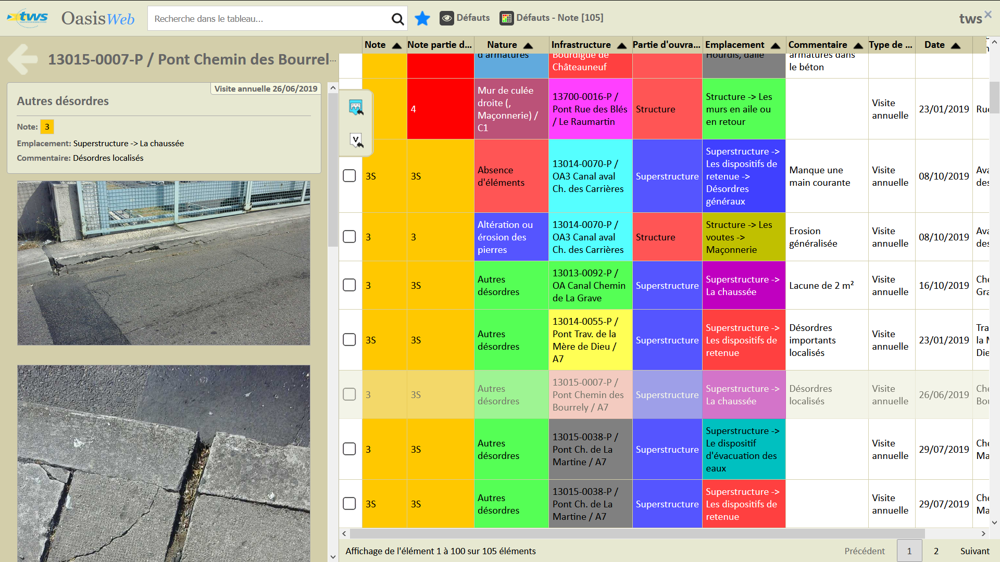 tws OasisWeb Recherche dans le tableau... Défauts Défauts - Note [105] tws
13015-0007-P / Pont Chemin des Bourrel...
Visite annuelle 26/06/2019
Autres désordres
Note: 3
Emplacement: Superstructure -> La chaussée
Commentaire: Désordres localisés
Note Note partie d... Nature Infrastructure Partie d'ouvra... Emplacement Commentaire Type de ... Date
d'armatures
Bourdigue de
Châteauneuf
Hourdis, dalle
armatures dans
le béton
4
Mur de culée
droite (,
Maçonnerie) /
C1
13700-0016-P /
Pont Rue des Blés
/ Le Raumartin
Structure
Structure -> Les
murs en aile ou
en retour
Visite
annuelle
23/01/2019
Rue
3S
3S
Absence
d'éléments
13014-0070-P /
OA3 Canal aval
Ch. des Carrières
Superstructure
Superstructure ->
Les dispositifs de
retenue ->
Désordres
généraux
Manque une
main courante
Visite
annuelle
08/10/2019
Ava
des
3
3
Altération ou
érosion des
pierres
13014-0070-P /
OA3 Canal aval
Ch. des Carrières
Structure
Structure -> Les
voutes ->
Maçonnerie
Erosion
généralisée
Visite
annuelle
08/10/2019
Ava
des
3
3S
Autres
désordres
13013-0092-P /
OA Canal Chemin
de La Grave
Superstructure
Superstructure ->
La chaussée
Lacune de 2 m²
Visite
annuelle
16/10/2019
Che
Gra
3S
3S
Autres
désordres
13014-0055-P /
Pont Trav. de la
Mère de Dieu /
A7
Superstructure
Superstructure ->
Les dispositifs de
retenue
Désordres
importants
localisés
Visite
annuelle
23/01/2019
Tra
la M
Die
3
3S
Autres
désordres
13015-0007-P /
Pont Chemin des
Bourrely / A7
Superstructure
Superstructure ->
La chaussée
Désordres
localisés
Visite
annuelle
26/06/2019
Che
Bou
3
3S
Autres
désordres
13015-0038-P /
Pont Ch. de La
Martine / A7
Superstructure
Superstructure ->
Le dispositif
d'évacuation des
eaux
Visite
annuelle
29/07/2019
Che
Ma
3S
3S
Autres
désordres
13015-0038-P /
Pont Ch. de La
Martine / A7
Superstructure
Superstructure ->
Les dispositifs de
retenue
Visite
annuelle
29/07/2019
Che
Ma
Affichage de l'élément 1 à 100 sur 105 éléments Précédent 1 2 Suivant